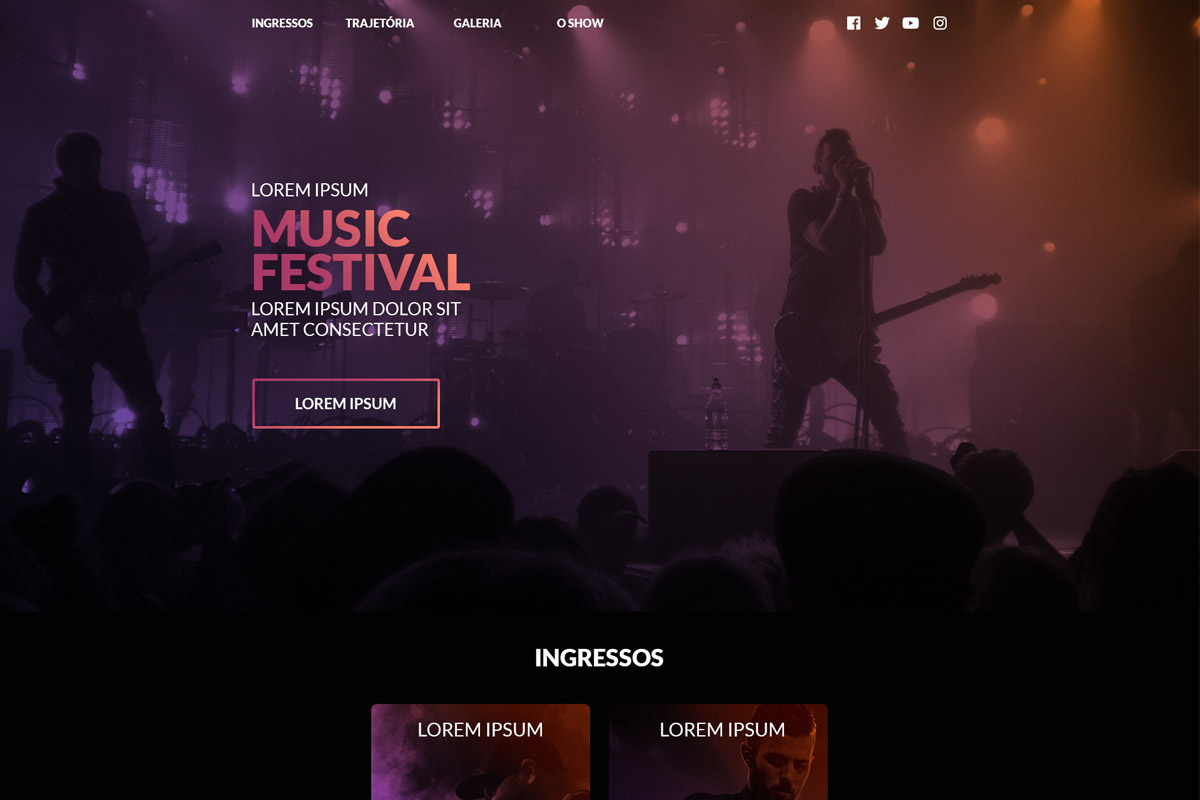 INGRESSOS TRAJETÓRIA GALERIA O SHOW
LOREM IPSUM
MUSIC
FESTIVAL
LOREM IPSUM DOLOR SIT
AMET CONSECTETUR
LOREM IPSUM
INGRESSOS
LOREM IPSUM LOREM IPSUM